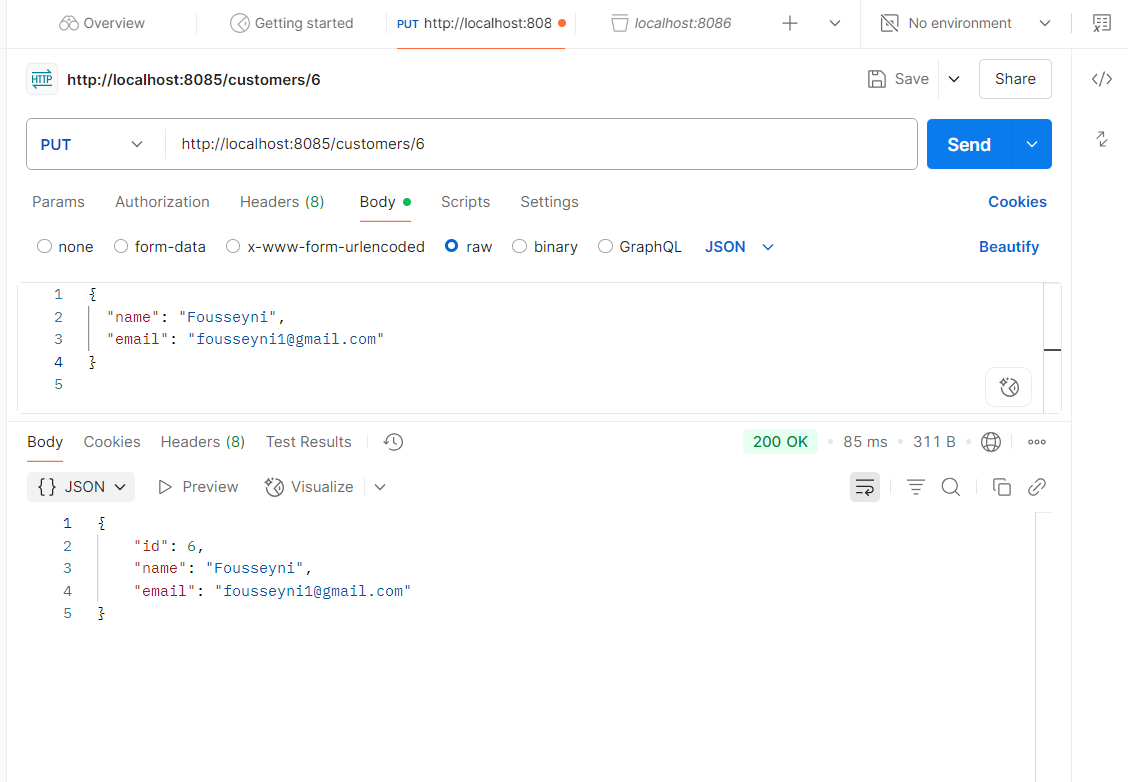 Overview Getting started PUT http://localhost:808 localhost:8086 No environment
HTTP http://localhost:8085/customers/6 Save Share
PUT http://localhost:8085/customers/6 Send
Params Authorization Headers (8) Body Scripts Settings Cookies
none form-data x-www-form-urlencoded raw binary GraphQL JSON Beautify
1 {
2 "name": "Fousseyni",
3 "email": "fousseyni1@gmail.com"
4 }
5
Body Cookies Headers (8) Test Results 200 OK 85 ms 311 B
{} JSON Preview Visualize
1 {
2 "id": 6,
3 "name": "Fousseyni",
4 "email": "fousseyni1@gmail.com"
5 }